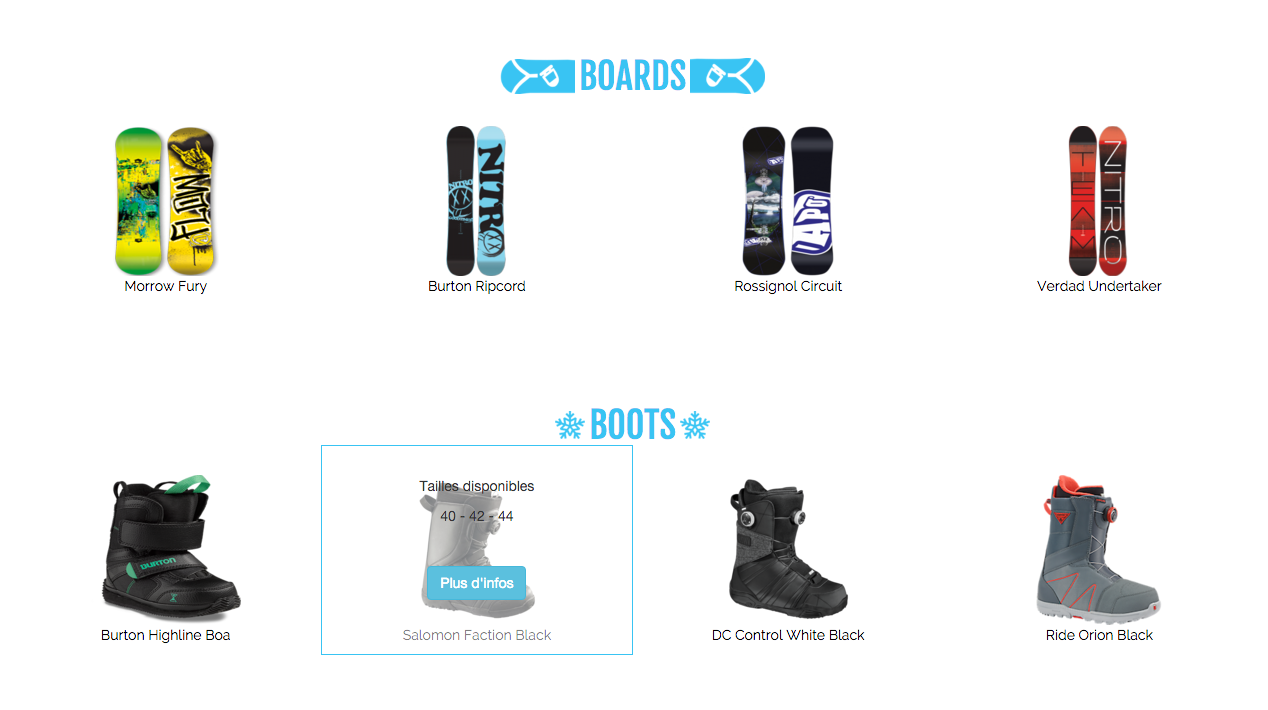 BOARDS
FLOW
NITRO
NITRO
NITRO
Morrow Fury
Burton Ripcord
Rossignol Circuit
Verdad Undertaker
BOOTS
Tailles disponibles
40 - 42 - 44
BURTON
Plus d'infos
Burton Highline Boa
Salomon Faction Black
DC Control White Black
Ride Orion Black